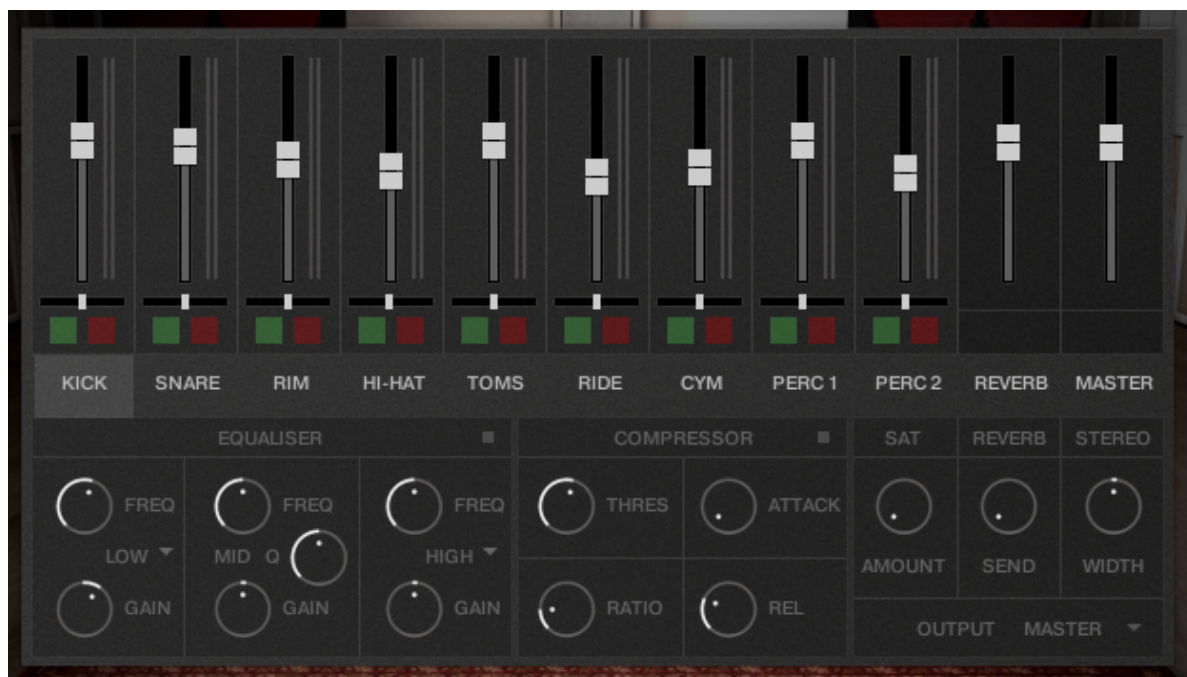 KICK SNARE RIM HI-HAT TOMS RIDE CYM PERC 1 PERC 2 REVERB MASTER
EQUALISER COMPRESSOR SAT REVERB STEREO
FREQ FREQ FREQ THRES ATTACK
LOW MID Q HIGH
AMOUNT SEND WIDTH
GAIN GAIN GAIN RATIO REL
OUTPUT MASTER